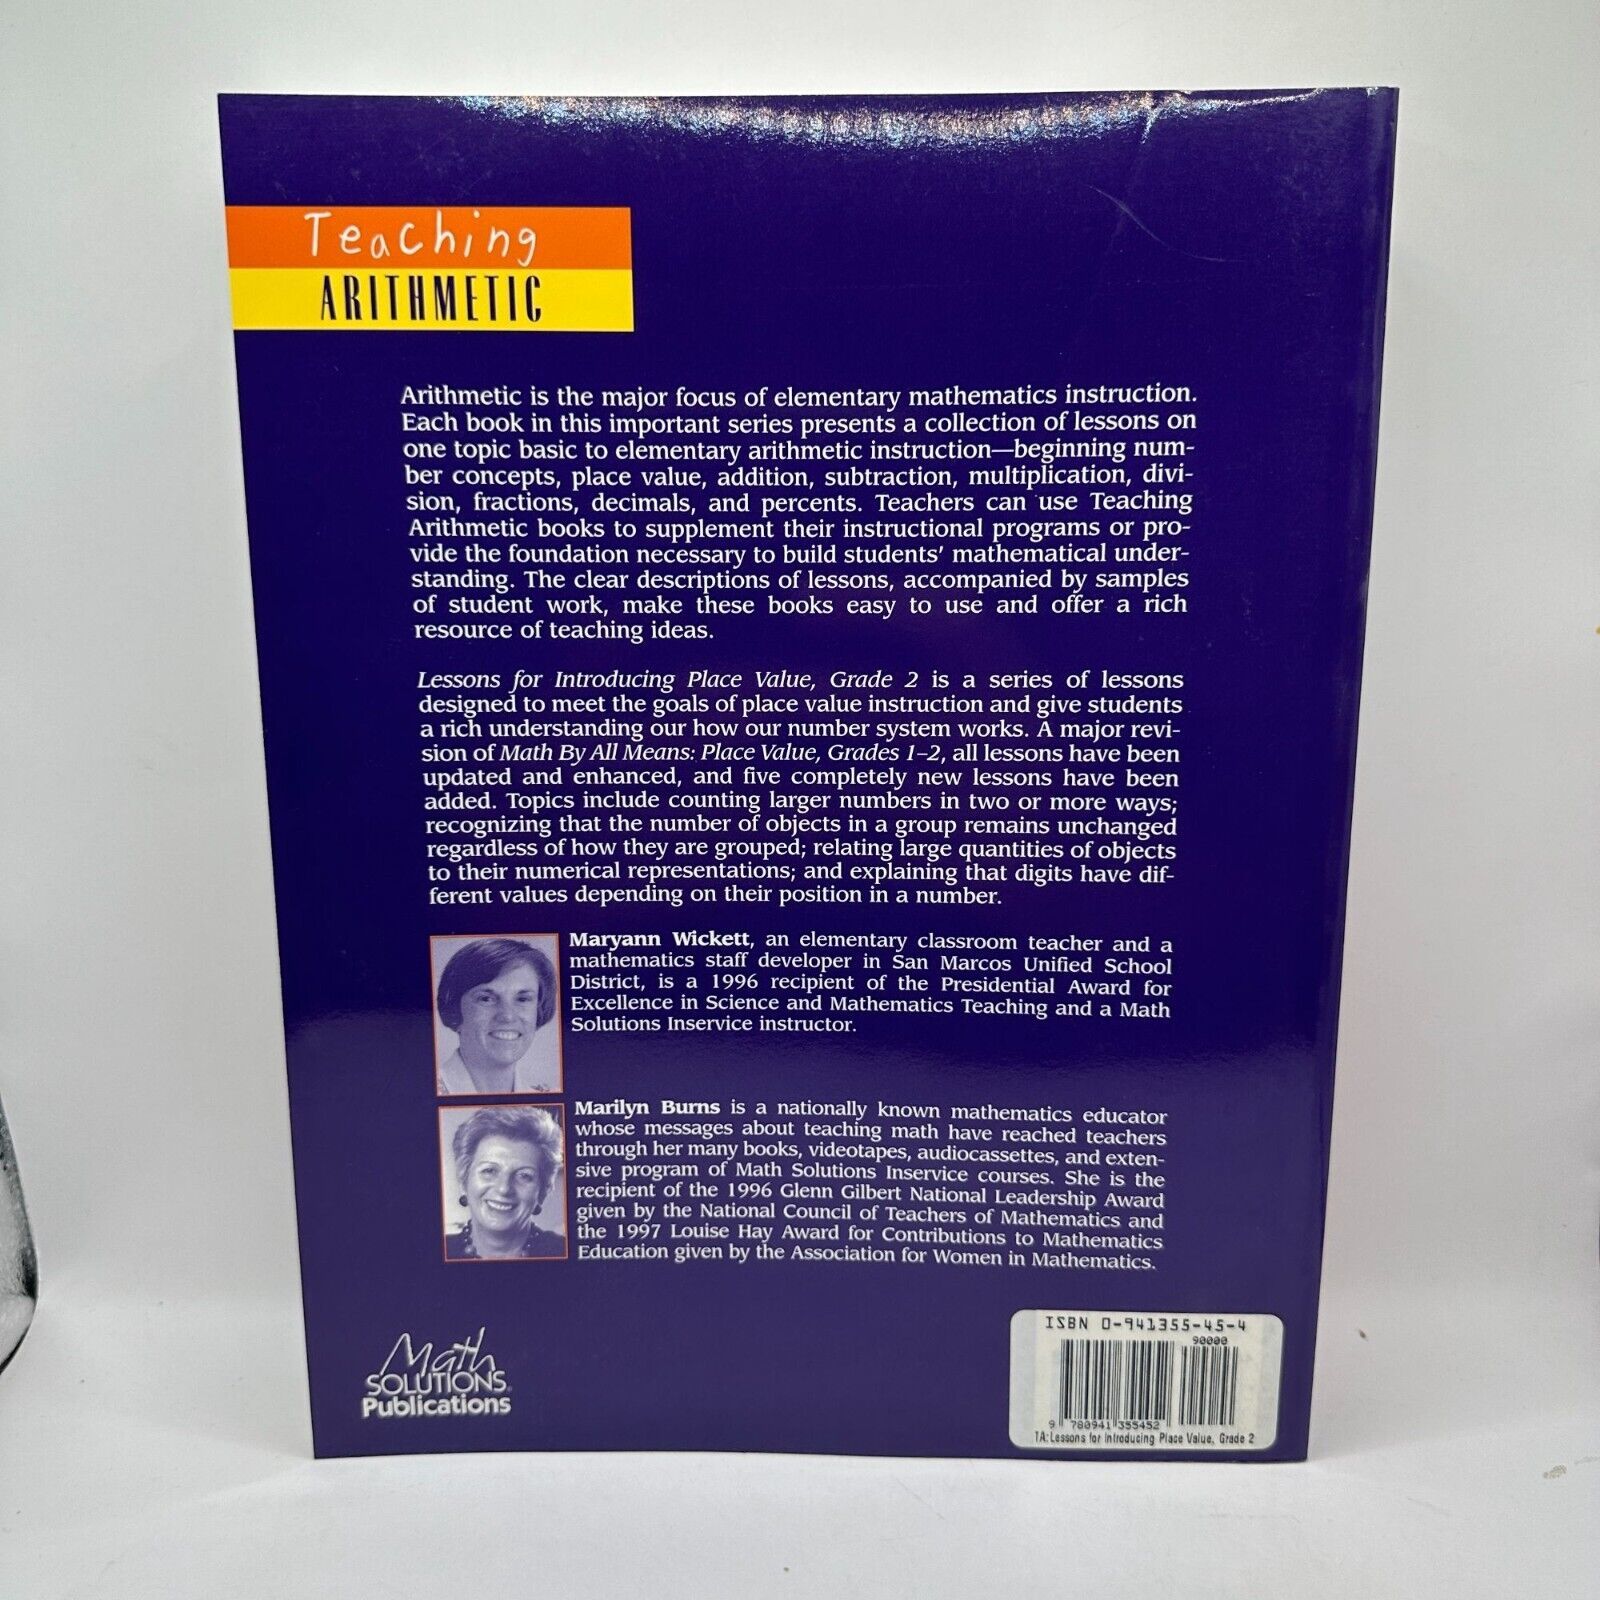 Teaching
ARITHMETIC
Arithmetic is the major focus of elementary mathematics instruction.
Each book in this important series presents a collection of lessons on
one topic basic to elementary arithmetic instruction—beginning num-
ber concepts, place value, addition, subtraction, multiplication, divi-
sion, fractions, decimals, and percents. Teachers can use Teaching
Arithmetic books to supplement their instructional programs or pro-
vide the foundation necessary to build students' mathematical under-
standing. The clear descriptions of lessons, accompanied by samples
of student work, make these books easy to use and offer a rich
resource of teaching ideas.
Lessons for Introducing Place Value, Grade 2 is a series of lessons
designed to meet the goals of place value instruction and give students
a rich understanding our how our number system works. A major revi-
sion of Math By All Means: Place Value, Grades 1–2, all lessons have been
updated and enhanced, and five completely new lessons have been
added. Topics include counting larger numbers in two or more ways;
recognizing that the number of objects in a group remains unchanged
regardless of how they are grouped; relating large quantities of objects
to their numerical representations; and explaining that digits have dif-
ferent values depending on their position in a number.
Maryann Wickett, an elementary classroom teacher and a
mathematics staff developer in San Marcos Unified School
District, is a 1996 recipient of the Presidential Award for
Excellence in Science and Mathematics Teaching and a Math
Solutions Inservice instructor.
Marilyn Burns is a nationally known mathematics educator
whose messages about teaching math have reached teachers
through her many books, videotapes, audiocassettes, and exten-
sive program of Math Solutions Inservice courses. She is the
recipient of the 1996 Glenn Gilbert National Leadership Award
given by the National Council of Teachers of Mathematics and
the 1997 Louise Hay Award for Contributions to Mathematics
Education given by the Association for Women in Mathematics.
Math
SOLUTIONS®
Publications
ISBN 0-941355-45-4
90000
9 780941 355452
TA:Lessons for Introducing Place Value, Grade 2